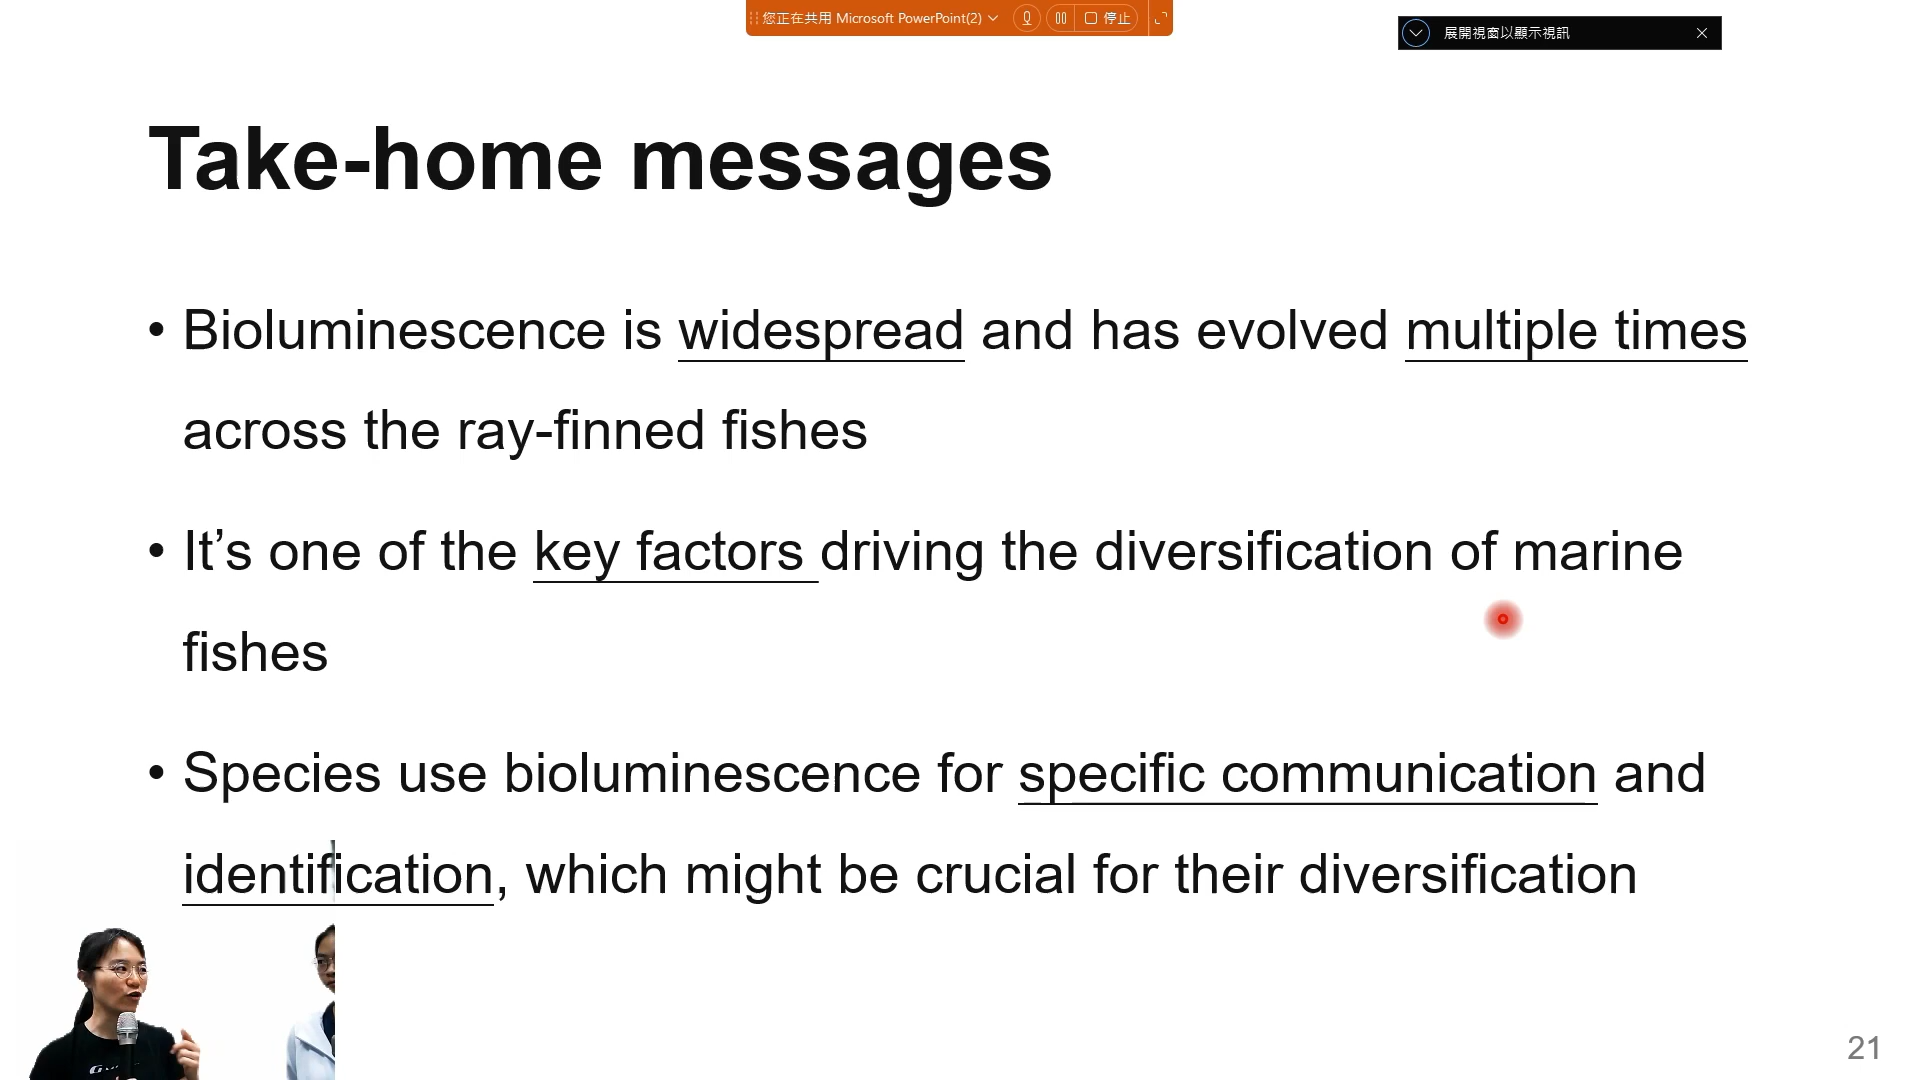 您正在共用 Microsoft PowerPoint(2)
停止
展開視窗以顯示視訊
Take-home messages
• Bioluminescence is widespread and has evolved multiple times
across the ray-finned fishes
• It’s one of the key factors driving the diversification of marine
fishes
• Species use bioluminescence for specific communication and
identification, which might be crucial for their diversification
21